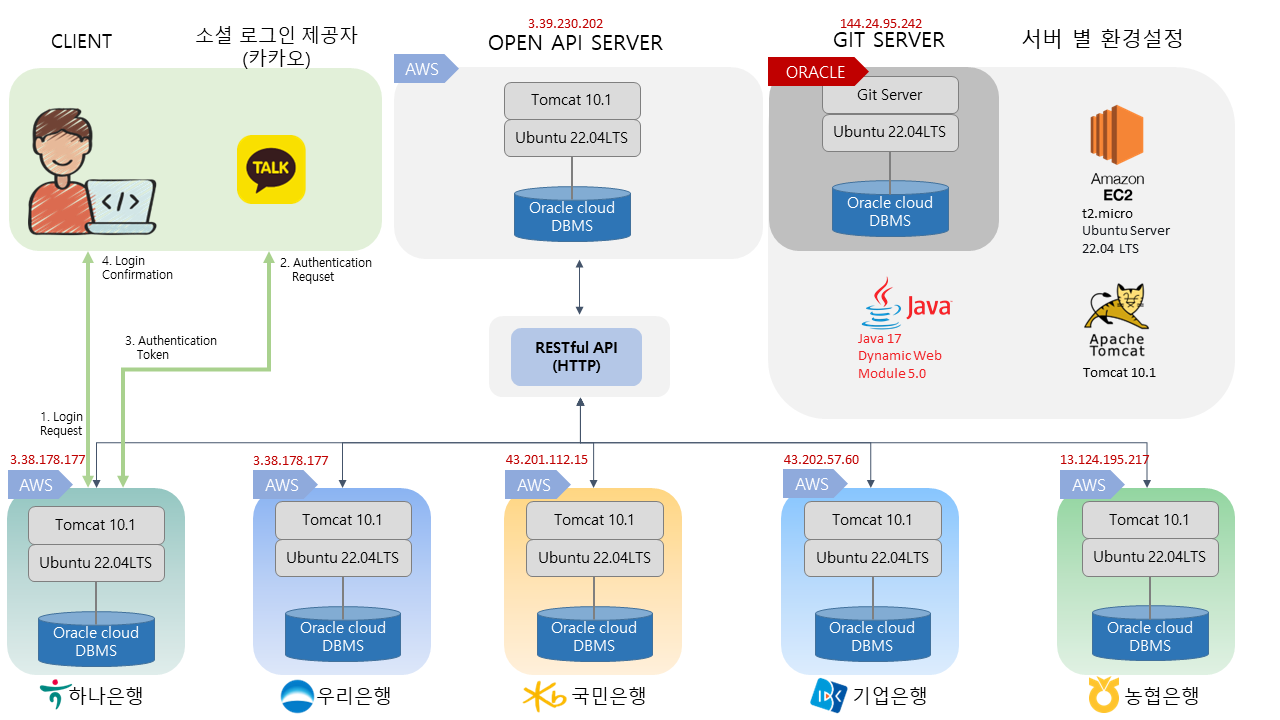 CLIENT
소셜 로그인 제공자
(카카오)
3.39.230.202
OPEN API SERVER
144.24.95.242
GIT SERVER
서버 별 환경설정
TALK
</>
AWS
Tomcat 10.1
Ubuntu 22.04LTS
Oracle cloud
DBMS
ORACLE
Git Server
Ubuntu 22.04LTS
Oracle cloud
DBMS
Amazon
EC2
t2.micro
Ubuntu Server
22.04 LTS
Java
Java 17
Dynamic Web
Module 5.0
Apache
Tomcat
Tomcat 10.1
4. Login
Confirmation
2. Authentication
Requset
3. Authentication
Token
1. Login
Request
RESTful API
(HTTP)
3.38.178.177
AWS
Tomcat 10.1
Ubuntu 22.04LTS
Oracle cloud
DBMS
하나은행
3.38.178.177
AWS
Tomcat 10.1
Ubuntu 22.04LTS
Oracle cloud
DBMS
우리은행
43.201.112.15
AWS
Tomcat 10.1
Ubuntu 22.04LTS
Oracle cloud
DBMS
b 국민은행
43.202.57.60
AWS
Tomcat 10.1
Ubuntu 22.04LTS
Oracle cloud
DBMS
IBK 기업은행
13.124.195.217
AWS
Tomcat 10.1
Ubuntu 22.04LTS
Oracle cloud
DBMS
농협은행